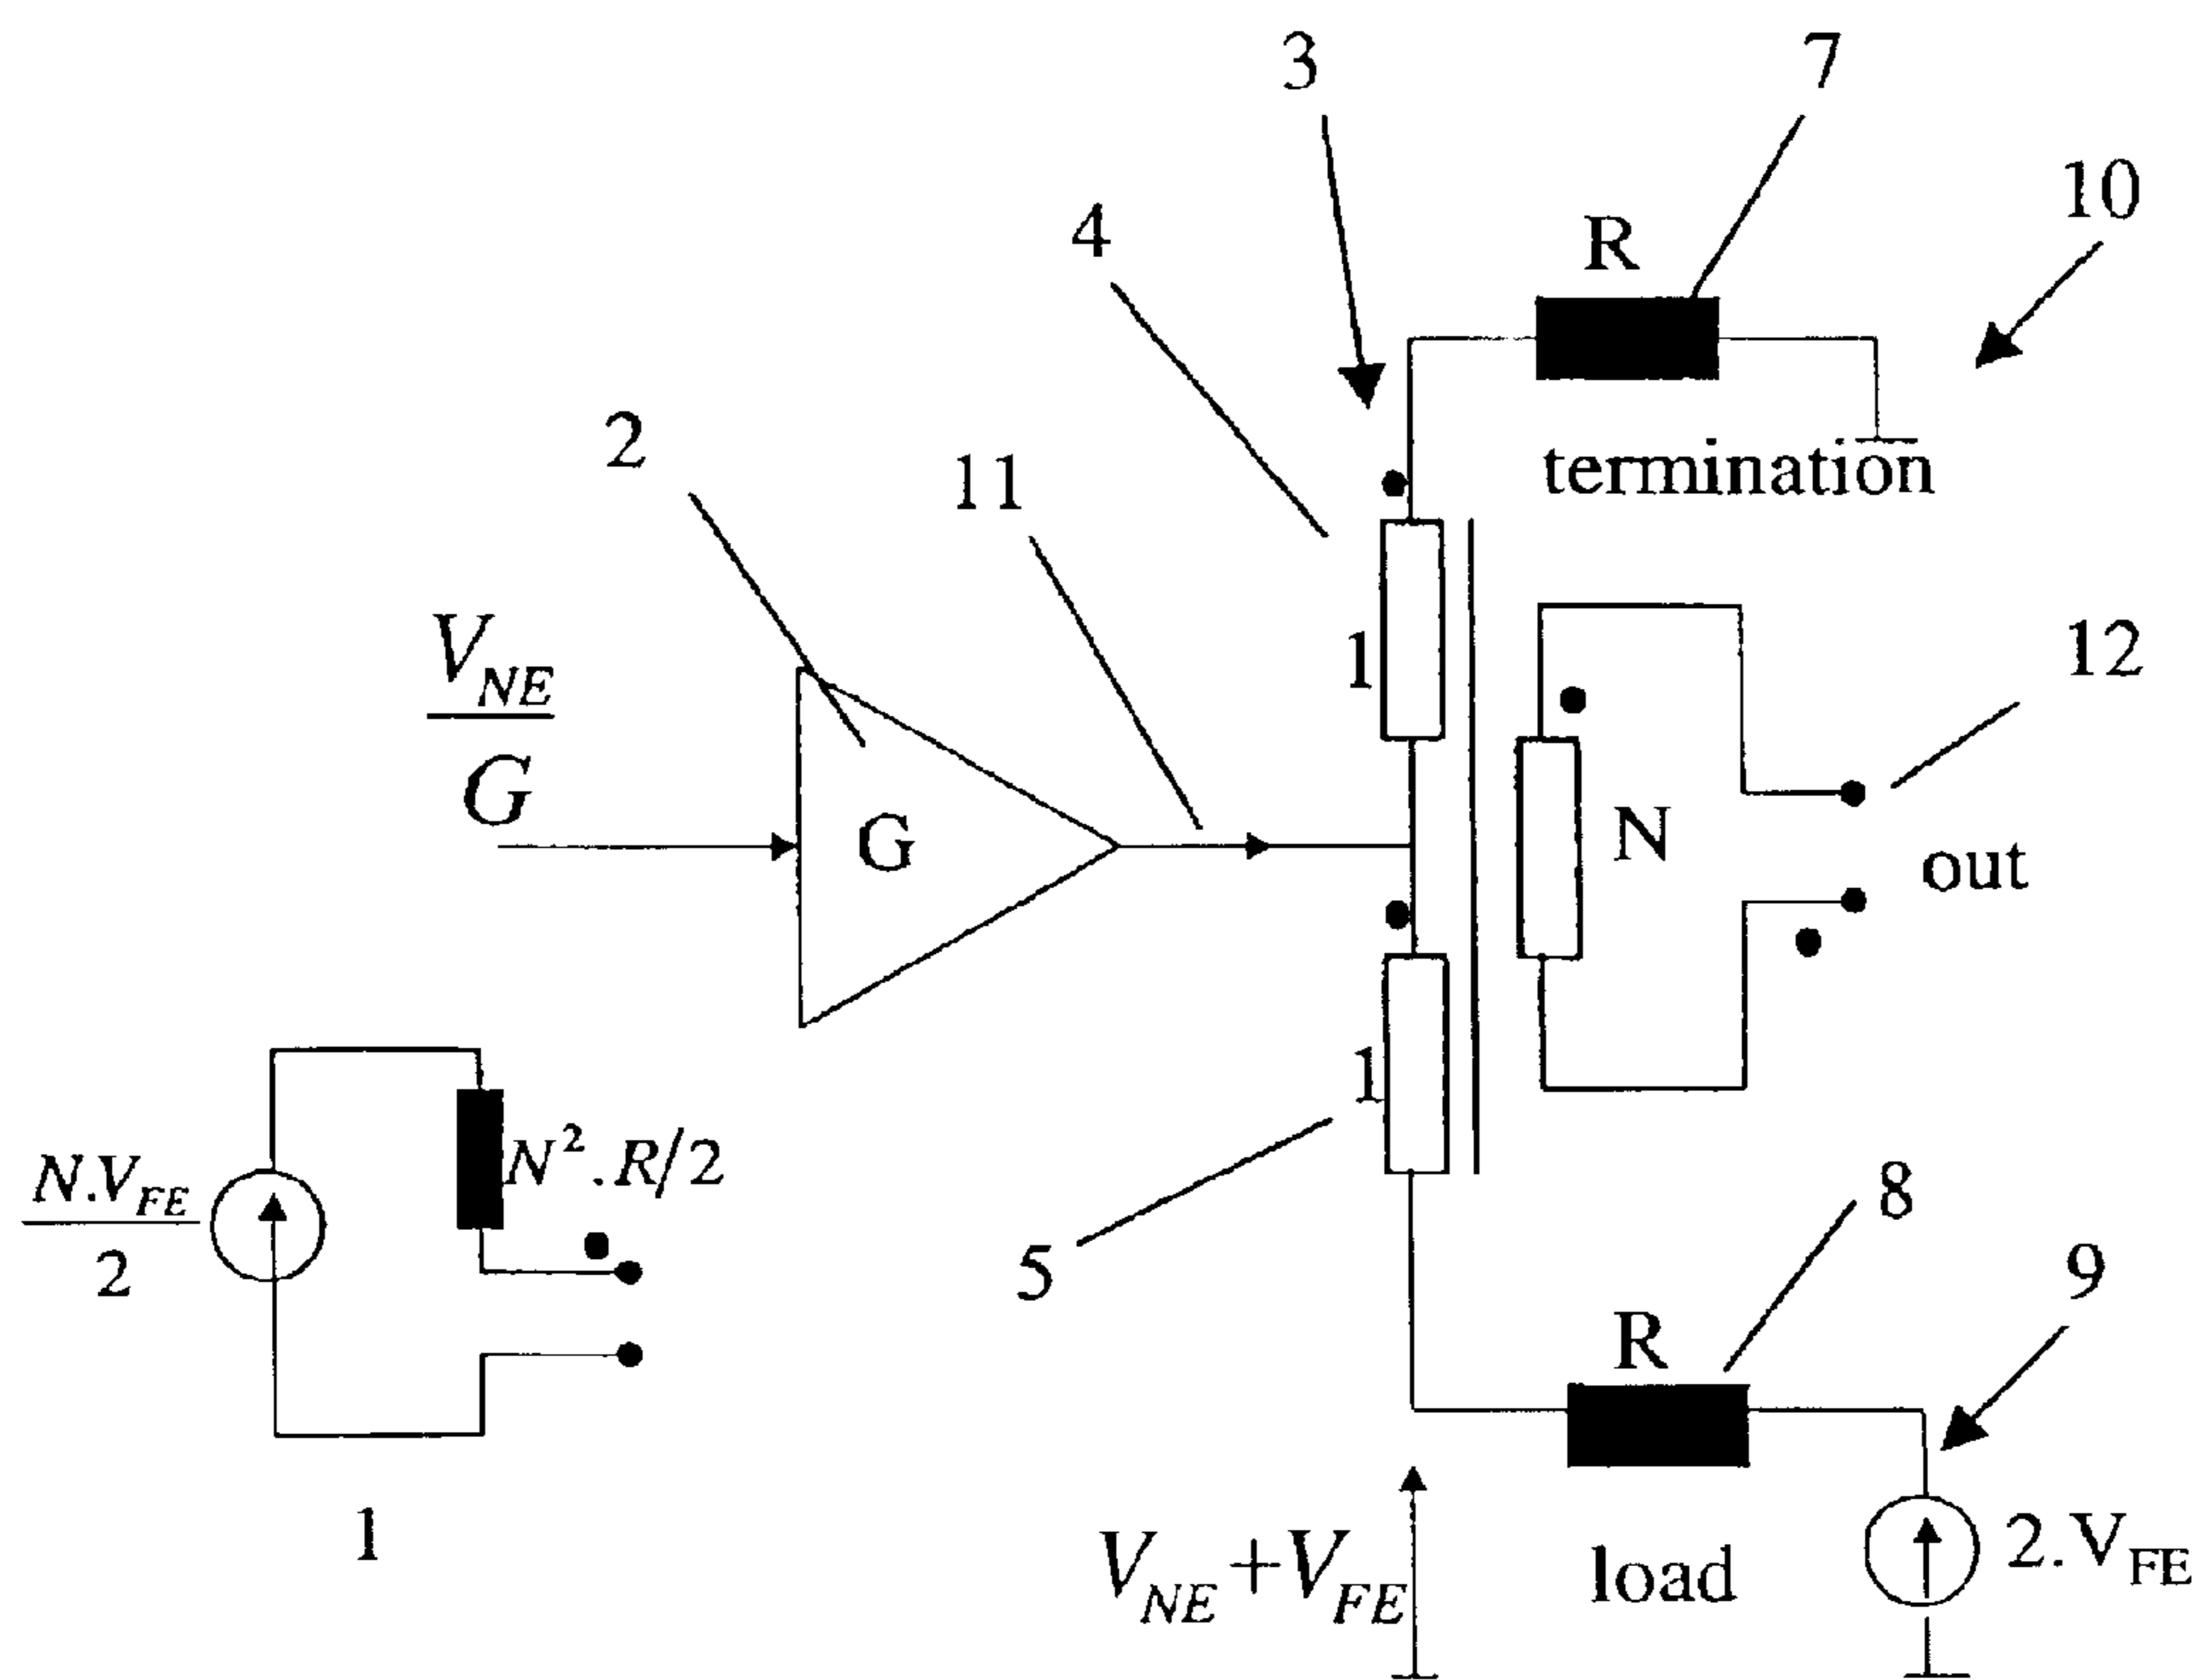 3
7
10
4
R
2
11
termination
V_NE
G
1
12
G
N
out
1
N.V_FE
2
N².R/2
5
8
9
R
1
V_NE+V_FE
load
2.V_FE